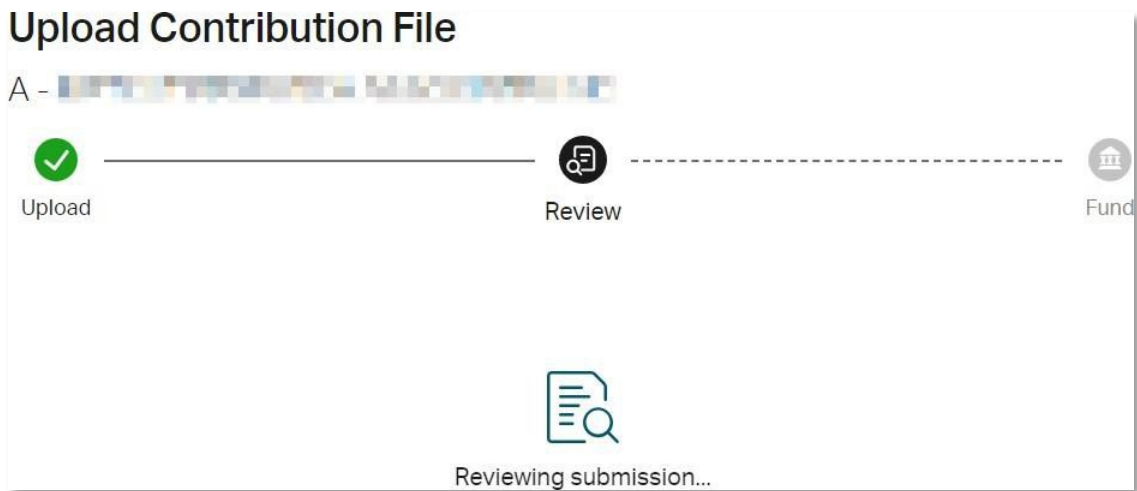 Upload Contribution File
A -
Upload
Review
Fund
Reviewing submission...